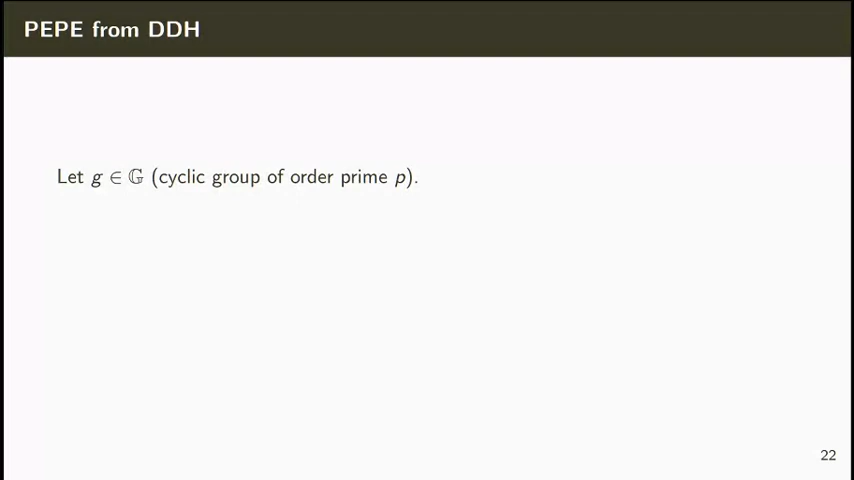 PEPE from DDH
Let g ∈ 𝔾 (cyclic group of order prime p).
22